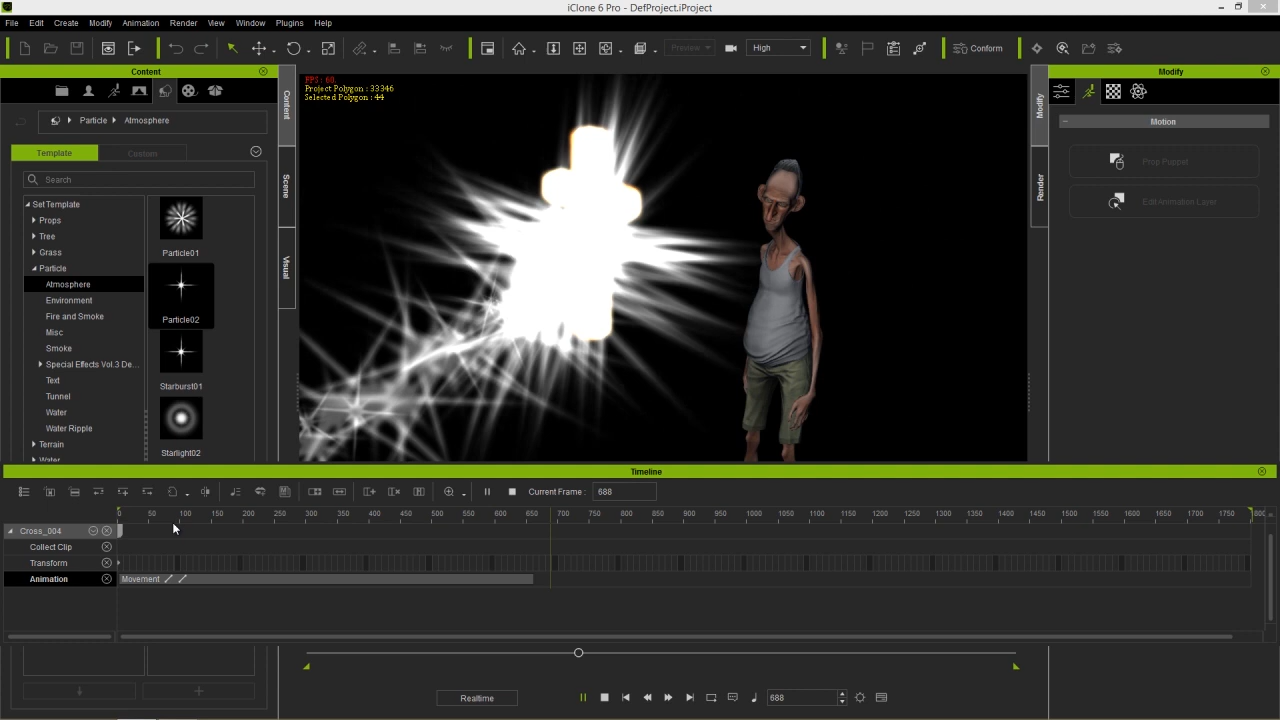 iClone 6 Pro - DefProject.iProject
File Edit Create Modify Animation Render View Window Plugins Help
Preview High Conform
Content
Particle Atmosphere
Template Custom
Search
Set Template
Props
Tree
Grass
Particle
Atmosphere
Environment
Fire and Smoke
Misc
Smoke
Special Effects Vol.3 De...
Text
Tunnel
Water
Water Ripple
Terrain
Water
Particle01
Particle02
Starburst01
Starlight02
Content
Scene
Visual
FPS : 60.
Project Polygon : 33346
Selected Polygon : 44
Modify
Render
Modify
Motion
Prop Puppet
Edit Animation Layer
Timeline
Current Frame : 688
0 50 100 150 200 250 300 350 400 450 500 550 600 650 700 750 800 850 900 950 1000 1050 1100 1150 1200 1250 1300 1350 1400 1450 1500 1550 1600 1650 1700 1750 1800
Cross_004
Collect Clip
Transform
Animation Movement
Realtime 688